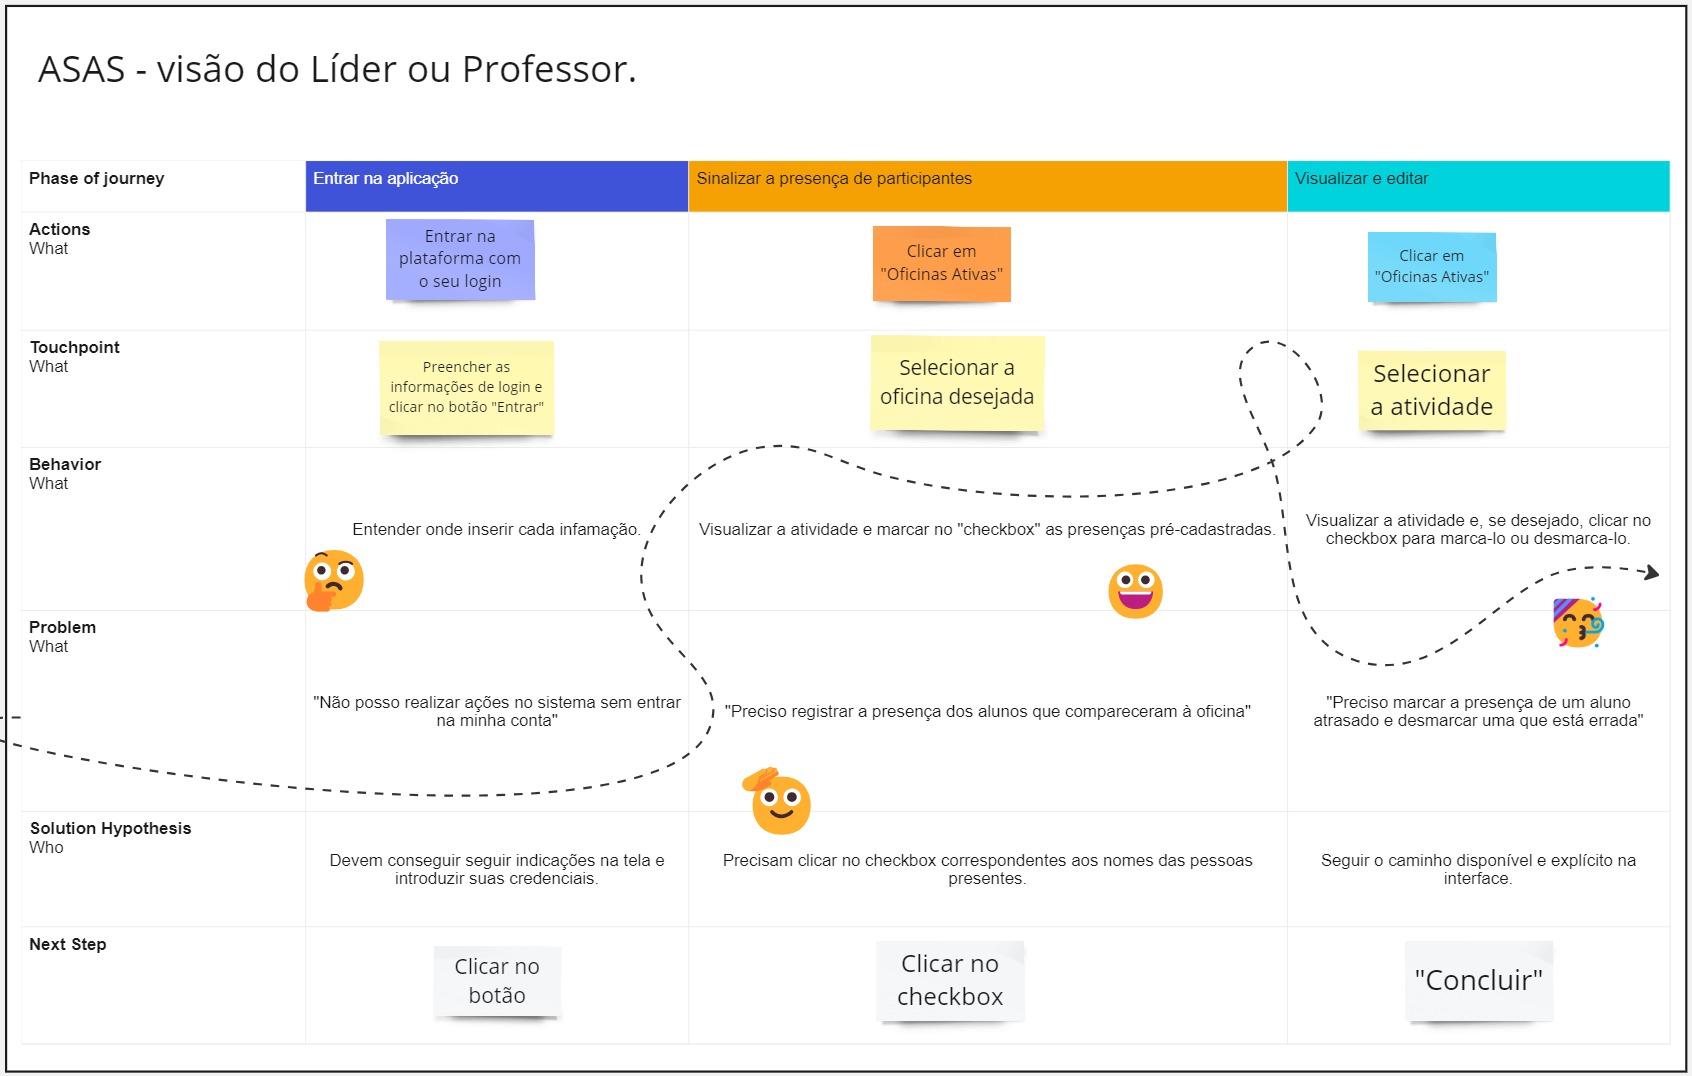 ASAS - visão do Líder ou Professor.
Phase of journey
Entrar na aplicação
Sinalizar a presença de participantes
Visualizar e editar
Actions
What
Entrar na
plataforma com
o seu login
Clicar em
"Oficinas Ativas"
Clicar em
"Oficinas Ativas"
Touchpoint
What
Preencher as
informações de login e
clicar no botão "Entrar"
Selecionar a
oficina desejada
Selecionar
a atividade
Behavior
What
Entender onde inserir cada infamação.
Visualizar a atividade e marcar no "checkbox" as presenças pré-cadastradas.
Visualizar a atividade e, se desejado, clicar no
checkbox para marca-lo ou desmarca-lo.
Problem
What
"Não posso realizar ações no sistema sem entrar
na minha conta"
"Preciso registrar a presença dos alunos que compareceram à oficina"
"Preciso marcar a presença de um aluno
atrasado e desmarcar uma que está errada"
Solution Hypothesis
Who
Devem conseguir seguir indicações na tela e
introduzir suas credenciais.
Precisam clicar no checkbox correspondentes aos nomes das pessoas
presentes.
Seguir o caminho disponível e explícito na
interface.
Next Step
Clicar no
botão
Clicar no
checkbox
"Concluir"